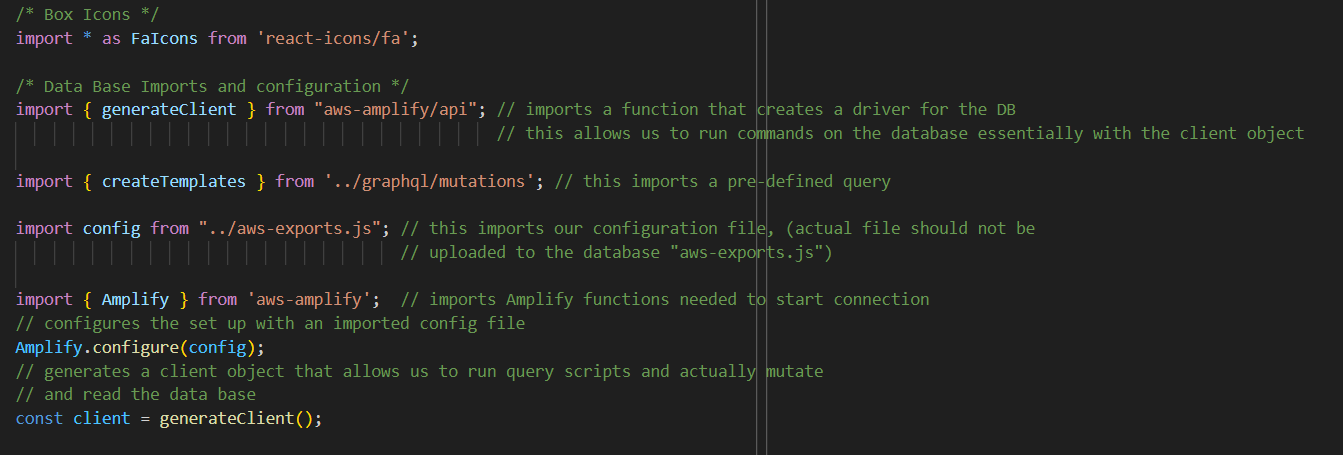 /* Box Icons */
import * as FaIcons from 'react-icons/fa';
/* Data Base Imports and configuration */
import { generateClient } from "aws-amplify/api"; // imports a function that creates a driver for the DB
// this allows us to run commands on the database essentially with the client object
import { createTemplates } from '../graphql/mutations'; // this imports a pre-defined query
import config from "../aws-exports.js"; // this imports our configuration file, (actual file should not be
// uploaded to the database "aws-exports.js")
import { Amplify } from 'aws-amplify';  // imports Amplify functions needed to start connection
// configures the set up with an imported config file
Amplify.configure(config);
// generates a client object that allows us to run query scripts and actually mutate
// and read the data base
const client = generateClient();